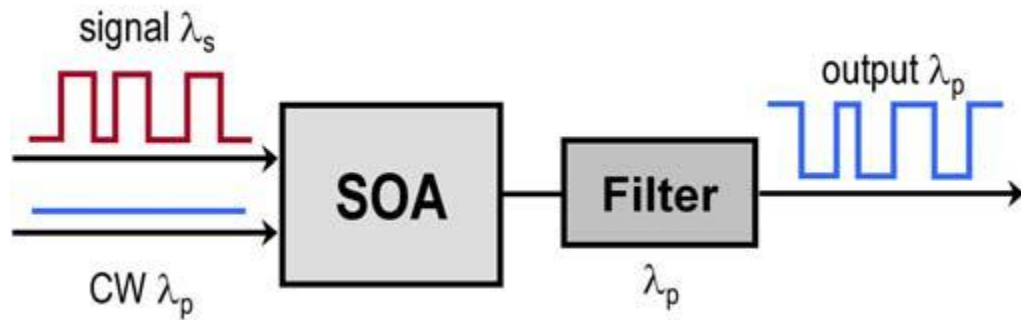 signal λs
output λp
SOA
Filter
CW λp
λp